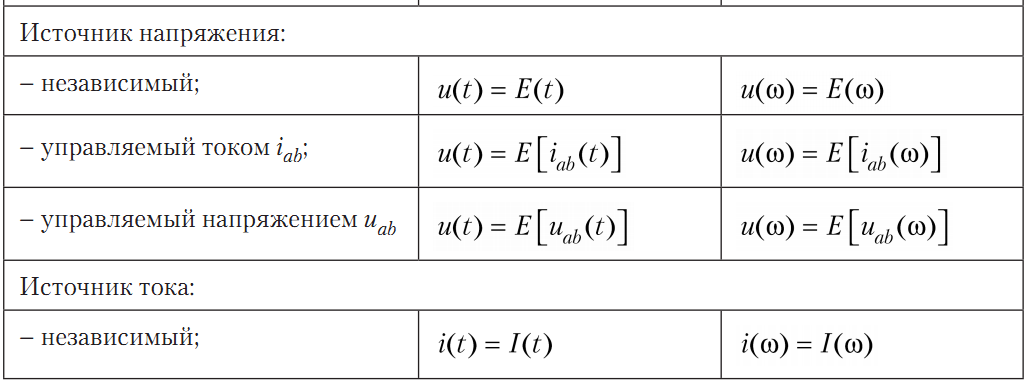 Источник напряжения:
– независимый; u(t) = E(t) u(ω) = E(ω)
– управляемый током i_ab; u(t) = E[i_ab(t)] u(ω) = E[i_ab(ω)]
– управляемый напряжением u_ab u(t) = E[u_ab(t)] u(ω) = E[u_ab(ω)]
Источник тока:
– независимый; i(t) = I(t) i(ω) = I(ω)